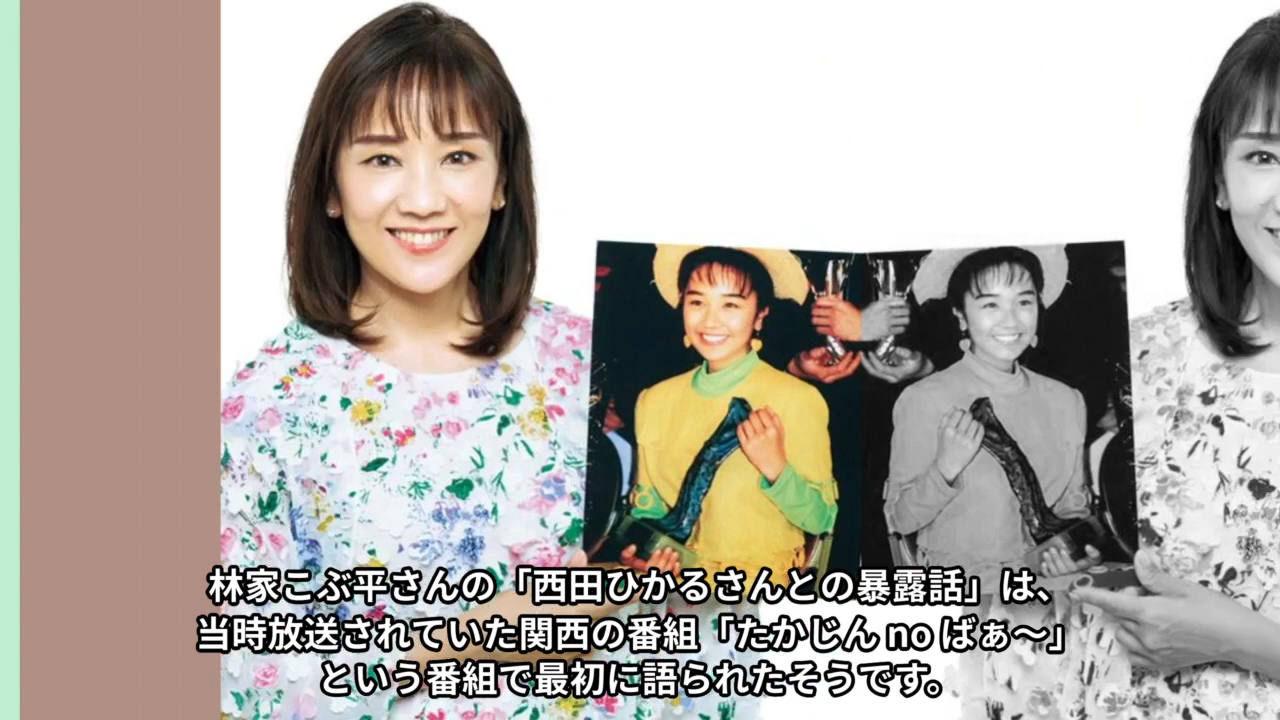 林家こぶ平さんの「西田ひかるさんとの暴露話」は、
当時放送されていた関西の番組「たかじん no ばぁ～」
という番組で最初に語られたそうです。